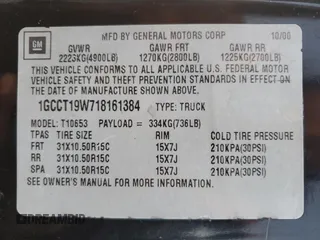 GM
MFD BY GENERAL MOTORS CORP 10/00
GVWR GAWR FRT GAWR RR
2223KG(4900LB) 1270KG(2800LB) 1225KG(2700LB)
THIS VEHICLE CONFORMS TO ALL APPLICABLE U.S. FEDERAL MOTOR
VEHICLE SAFETY AND THEFT PREVENTION STANDARDS IN EFFECT ON
THE DATE OF MANUFACTURE SHOWN ABOVE.
1GCCT19W718161384 TYPE: TRUCK
MODEL: T10653 PAYLOAD = 334KG(736LB)
TIRE SIZE RIM COLD TIRE PRESSURE
FRT 31X10.50R15C 15X7J 210KPA(30PSI)
RR 31X10.50R15C 15X7J 210KPA(30PSI)
SPA 31X10.50R15C 15X7J 210KPA(30PSI)
SEE OWNER'S MANUAL FOR MORE INFORMATION.
DREAMBID